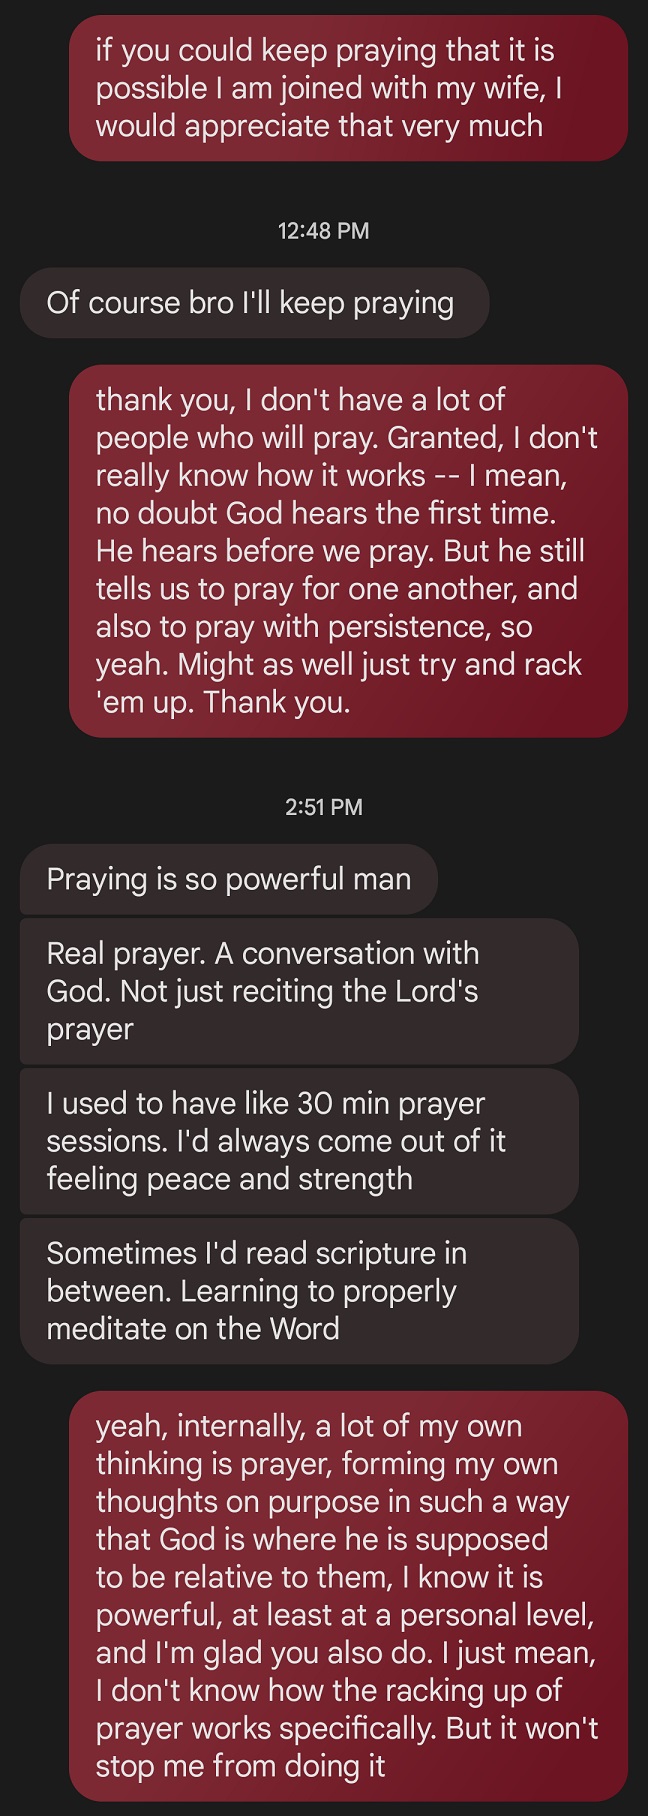 if you could keep praying that it is
possible I am joined with my wife, I
would appreciate that very much
12:48 PM
Of course bro I'll keep praying
thank you, I don't have a lot of
people who will pray. Granted, I don't
really know how it works -- I mean,
no doubt God hears the first time.
He hears before we pray. But he still
tells us to pray for one another, and
also to pray with persistence, so
yeah. Might as well just try and rack
'em up. Thank you.
2:51 PM
Praying is so powerful man
Real prayer. A conversation with
God. Not just reciting the Lord's
prayer
I used to have like 30 min prayer
sessions. I'd always come out of it
feeling peace and strength
Sometimes I'd read scripture in
between. Learning to properly
meditate on the Word
yeah, internally, a lot of my own
thinking is prayer, forming my own
thoughts on purpose in such a way
that God is where he is supposed
to be relative to them, I know it is
powerful, at least at a personal level,
and I'm glad you also do. I just mean,
I don't know how the racking up of
prayer works specifically. But it won't
stop me from doing it